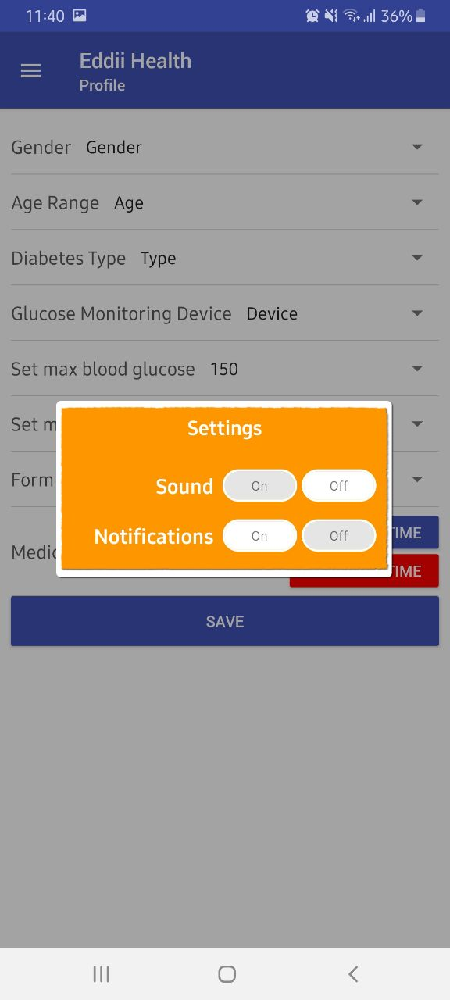 11:40 36%
Eddii Health
Profile
Gender Gender
Age Range Age
Diabetes Type Type
Glucose Monitoring Device Device
Set max blood glucose 150
Set m
Settings
Sound On Off
Form
Notifications On Off
Medic
TIME
TIME
SAVE